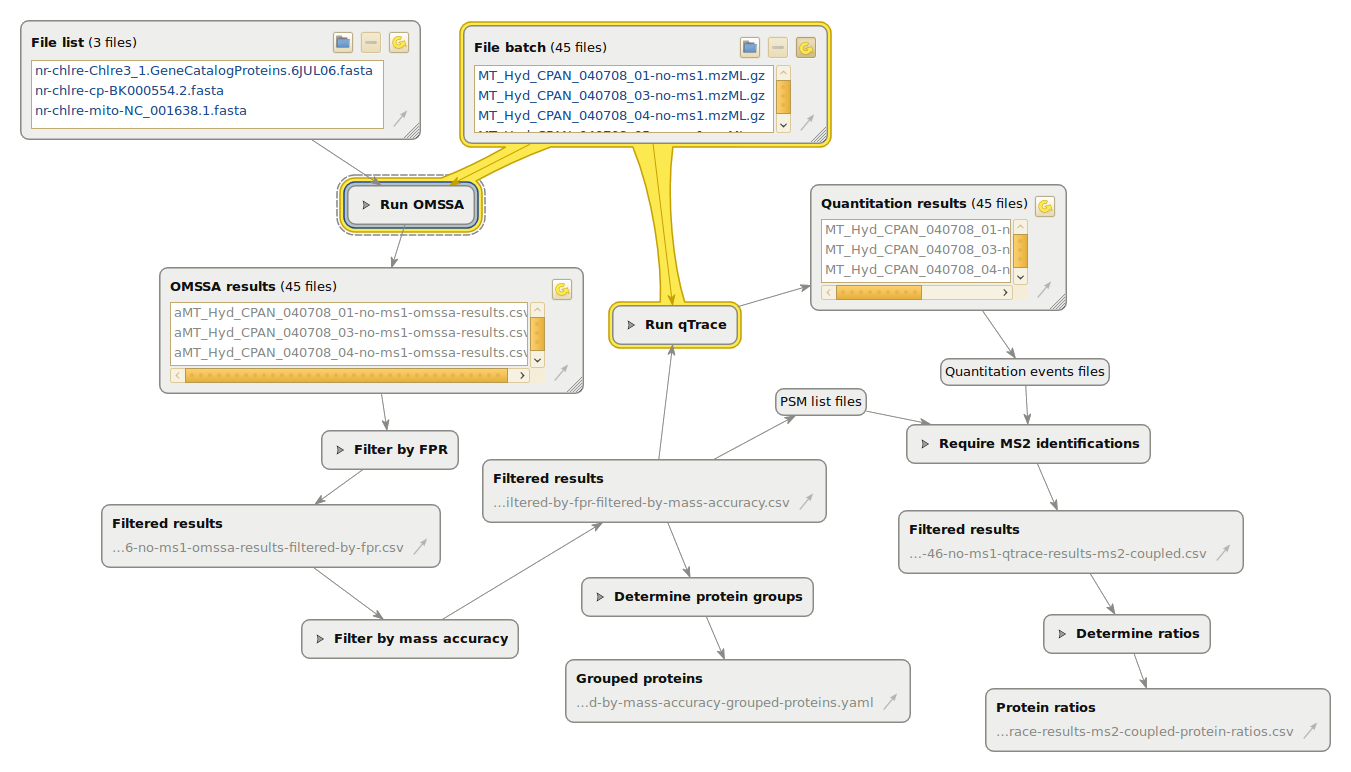 File list (3 files)
nr-chlre-Chlre3_1.GeneCatalogProteins.6JUL06.fasta
nr-chlre-cp-BK000554.2.fasta
nr-chlre-mito-NC_001638.1.fasta
File batch (45 files)
MT_Hyd_CPAN_040708_01-no-ms1.mzML.gz
MT_Hyd_CPAN_040708_03-no-ms1.mzML.gz
MT_Hyd_CPAN_040708_04-no-ms1.mzML.gz
Run OMSSA
Quantitation results (45 files)
MT_Hyd_CPAN_040708_01-n
MT_Hyd_CPAN_040708_03-n
MT_Hyd_CPAN_040708_04-n
OMSSA results (45 files)
aMT_Hyd_CPAN_040708_01-no-ms1-omssa-results.csv
aMT_Hyd_CPAN_040708_03-no-ms1-omssa-results.csv
aMT_Hyd_CPAN_040708_04-no-ms1-omssa-results.csv
Run qTrace
Quantitation events files
PSM list files
Filter by FPR
Require MS2 identifications
Filtered results
...iltered-by-fpr-filtered-by-mass-accuracy.csv
Filtered results
...6-no-ms1-omssa-results-filtered-by-fpr.csv
Filtered results
...-46-no-ms1-qtrace-results-ms2-coupled.csv
Determine protein groups
Filter by mass accuracy
Determine ratios
Grouped proteins
...d-by-mass-accuracy-grouped-proteins.yaml
Protein ratios
...race-results-ms2-coupled-protein-ratios.csv